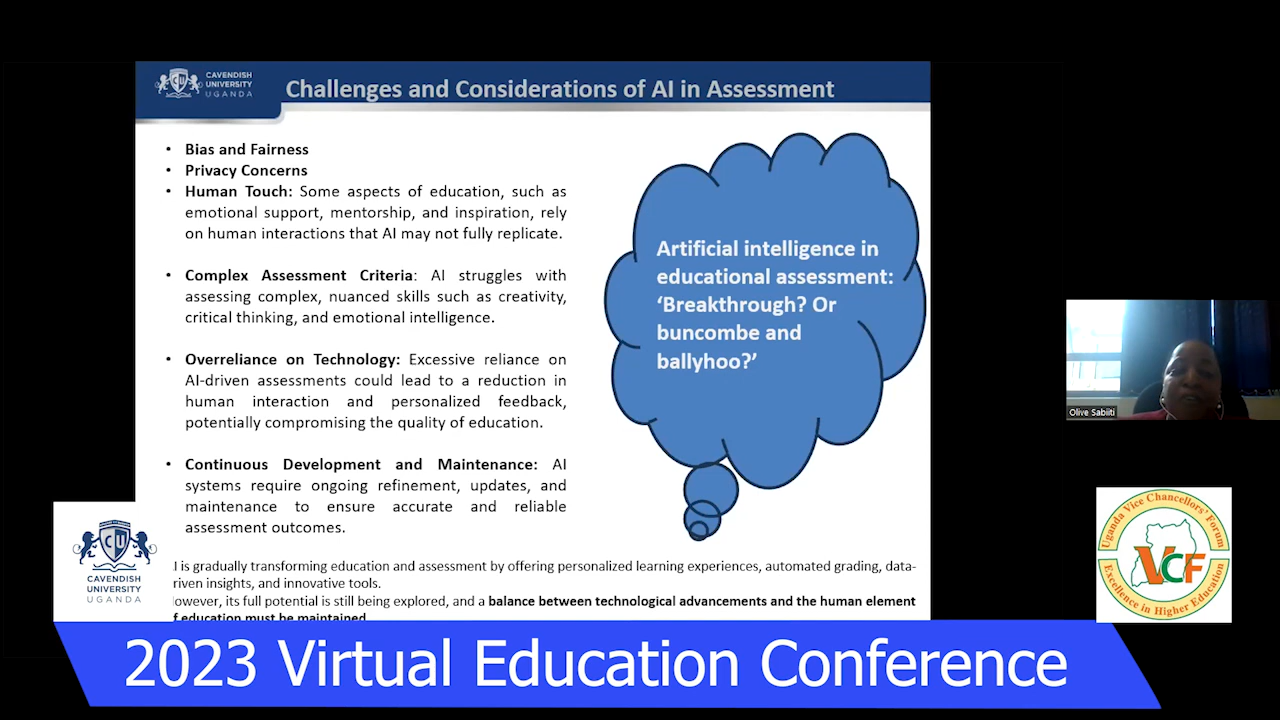 CAVENDISH
UNIVERSITY
UGANDA
Challenges and Considerations of AI in Assessment
• Bias and Fairness
• Privacy Concerns
• Human Touch: Some aspects of education, such as
emotional support, mentorship, and inspiration, rely
on human interactions that AI may not fully replicate.
• Complex Assessment Criteria: AI struggles with
assessing complex, nuanced skills such as creativity,
critical thinking, and emotional intelligence.
• Overreliance on Technology: Excessive reliance on
AI-driven assessments could lead to a reduction in
human interaction and personalized feedback,
potentially compromising the quality of education.
• Continuous Development and Maintenance: AI
systems require ongoing refinement, updates, and
maintenance to ensure accurate and reliable
assessment outcomes.
Artificial intelligence in
educational assessment:
‘Breakthrough? Or
buncombe and
ballyhoo?’
is gradually transforming education and assessment by offering personalized learning experiences, automated grading, data-
riven insights, and innovative tools.
owever, its full potential is still being explored, and a balance between technological advancements and the human element
f education must be maintained
Olive Sabiiti
CU
CAVENDISH
UNIVERSITY
UGANDA
Uganda Vice Chancellors' Forum
VCF
Excellence in Higher Education
2023 Virtual Education Conference